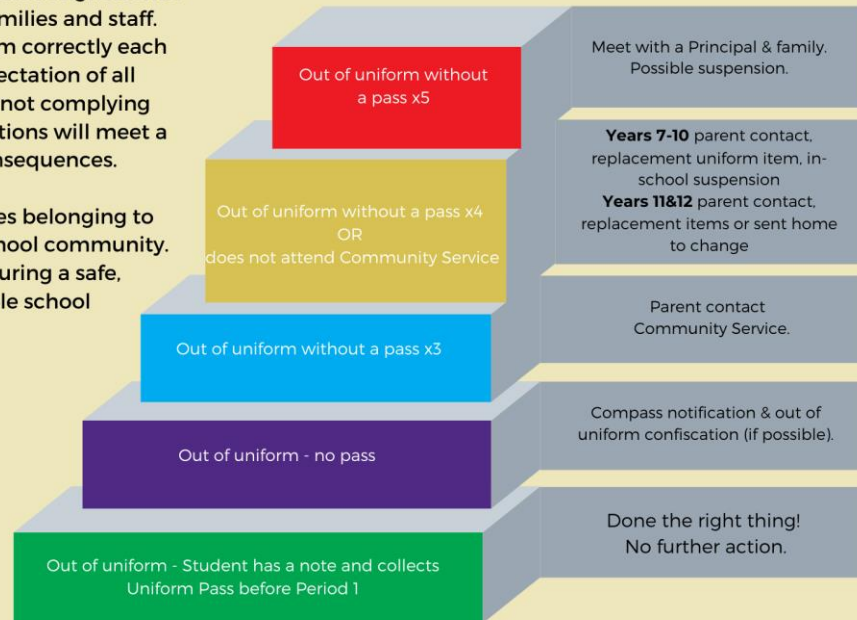 milies and staff.
m correctly each
ectation of all
not complying
tions will meet a
nsequences.
es belonging to
hool community.
uring a safe,
le school
Out of uniform without
a pass x5
Meet with a Principal & family.
Possible suspension.
Out of uniform without a pass x4
OR
does not attend Community Service
Years 7-10 parent contact,
replacement uniform item, in-
school suspension
Years 11&12 parent contact,
replacement items or sent home
to change
Out of uniform without a pass x3
Parent contact
Community Service.
Out of uniform - no pass
Compass notification & out of
uniform confiscation (if possible).
Out of uniform - Student has a note and collects
Uniform Pass before Period 1
Done the right thing!
No further action.